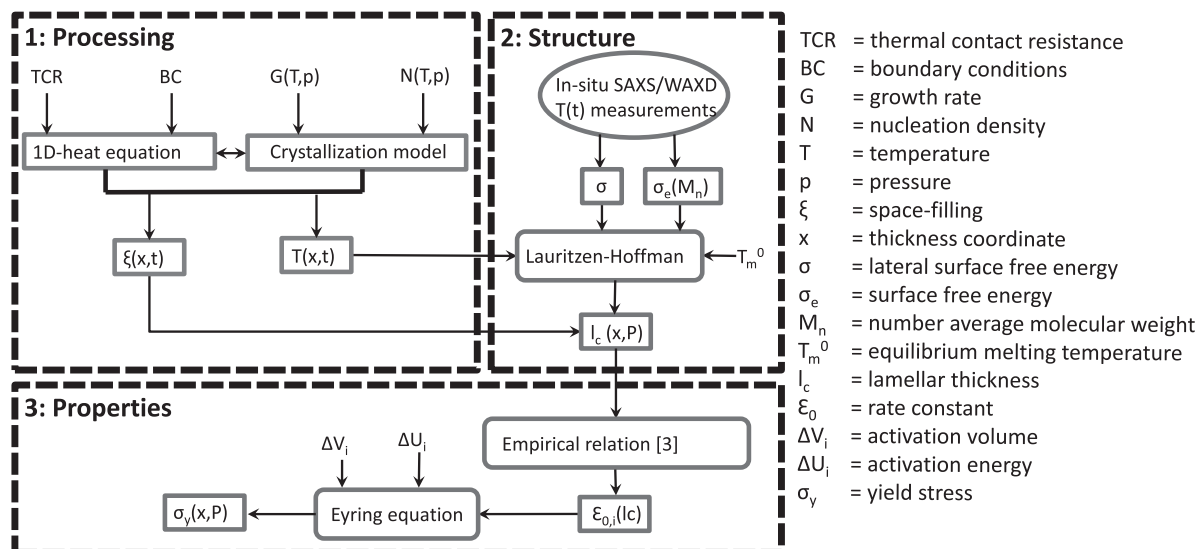 1: Processing
TCR
BC
G(T,p)
N(T,p)
1D-heat equation
Crystallization model
ξ(x,t)
T(x,t)
2: Structure
In-situ SAXS/WAXD
T(t) measurements
σ
σₑ(Mₙ)
Lauritzen-Hoffman
Tₘ⁰
l꜀ (x,P)
3: Properties
Empirical relation [3]
ΔVᵢ
ΔUᵢ
σᵧ(x,P)
Eyring equation
Ɛ₀,ᵢ(lc)
TCR = thermal contact resistance
BC = boundary conditions
G = growth rate
N = nucleation density
T = temperature
p = pressure
ξ = space-filling
x = thickness coordinate
σ = lateral surface free energy
σₑ = surface free energy
Mₙ = number average molecular weight
Tₘ⁰ = equilibrium melting temperature
l꜀ = lamellar thickness
Ɛ₀ = rate constant
ΔVᵢ = activation volume
ΔUᵢ = activation energy
σᵧ = yield stress